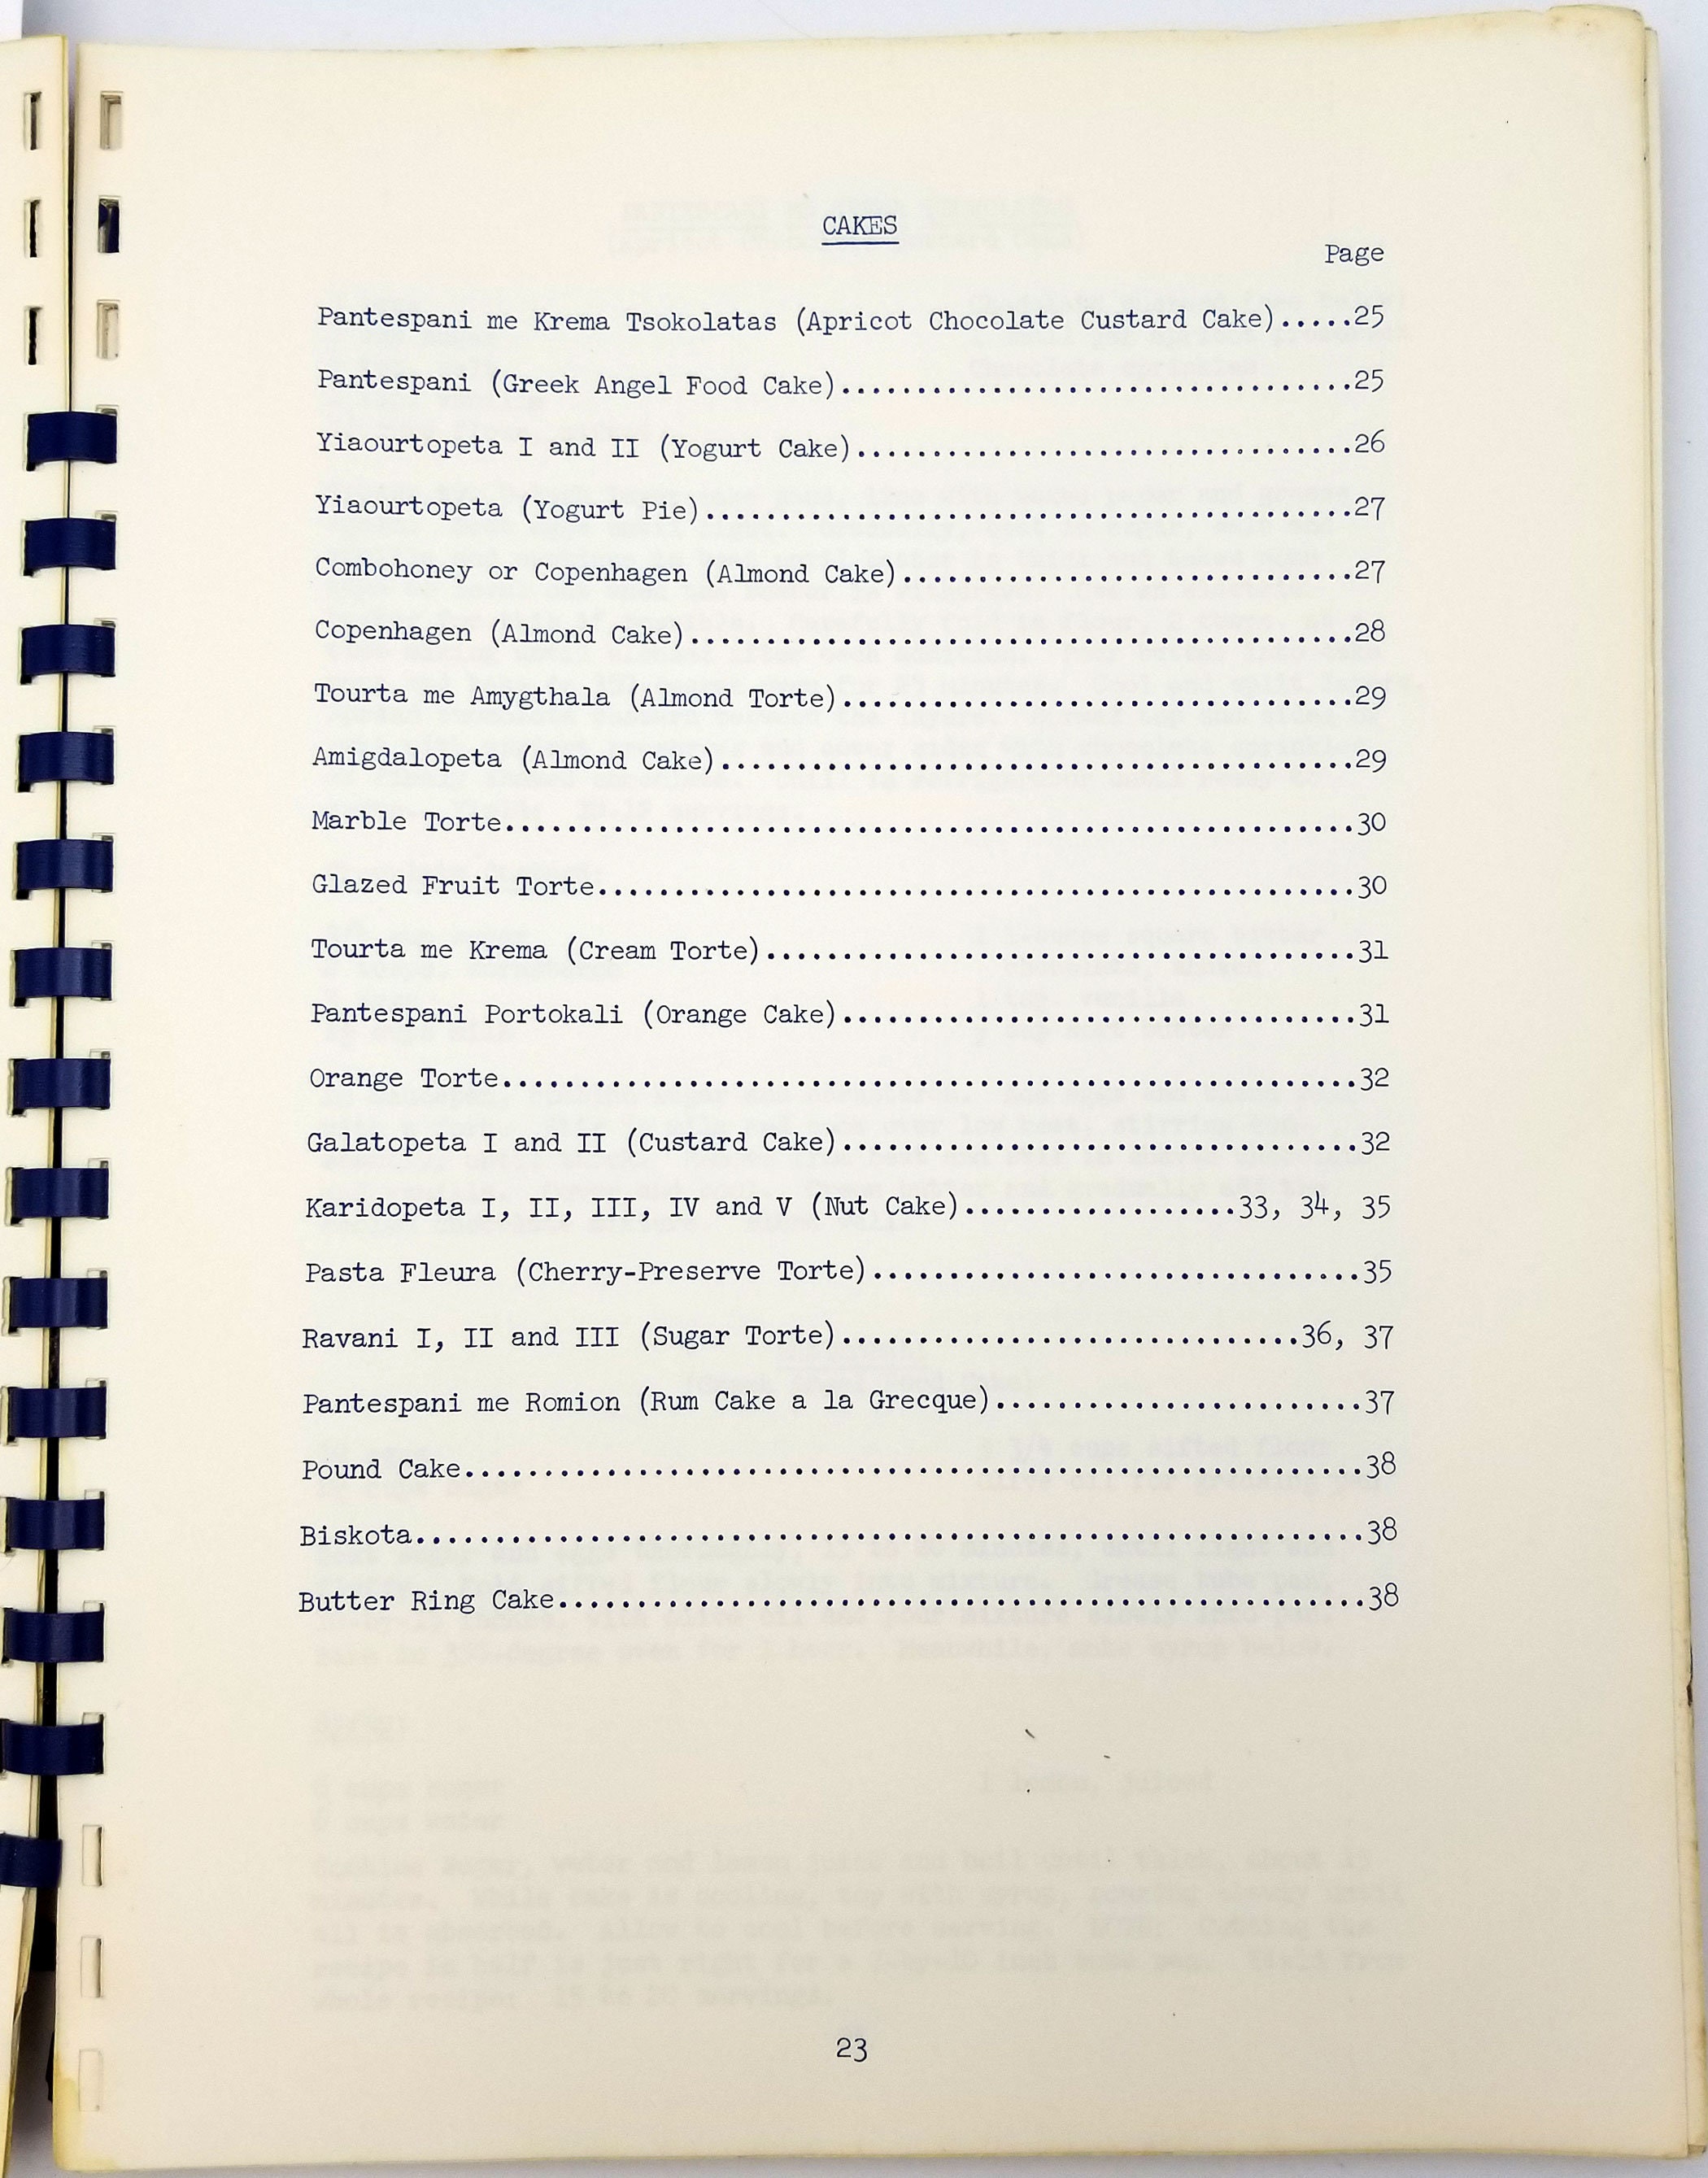 CAKES
Page
Pantespani me Krema Tsokolatas (Apricot Chocolate Custard Cake).....25
Pantespani (Greek Angel Food Cake)..................................25
Yiaourtopeta I and II (Yogurt Cake).................................26
Yiaourtopeta (Yogurt Pie)...........................................27
Combohoney or Copenhagen (Almond Cake)..............................27
Copenhagen (Almond Cake)............................................28
Tourta me Amygthala (Almond Torte)..................................29
Amigdalopeta (Almond Cake)..........................................29
Marble Torte........................................................30
Glazed Fruit Torte..................................................30
Tourta me Krema (Cream Torte).......................................31
Pantespani Portokali (Orange Cake)..................................31
Orange Torte........................................................32
Galatopeta I and II (Custard Cake)..................................32
Karidopeta I, II, III, IV and V (Nut Cake)..................33, 34, 35
Pasta Fleura (Cherry-Preserve Torte)................................35
Ravani I, II and III (Sugar Torte)..............................36, 37
Pantespani me Romion (Rum Cake a la Grecque)........................37
Pound Cake..........................................................38
Biskota.............................................................38
Butter Ring Cake....................................................38
23